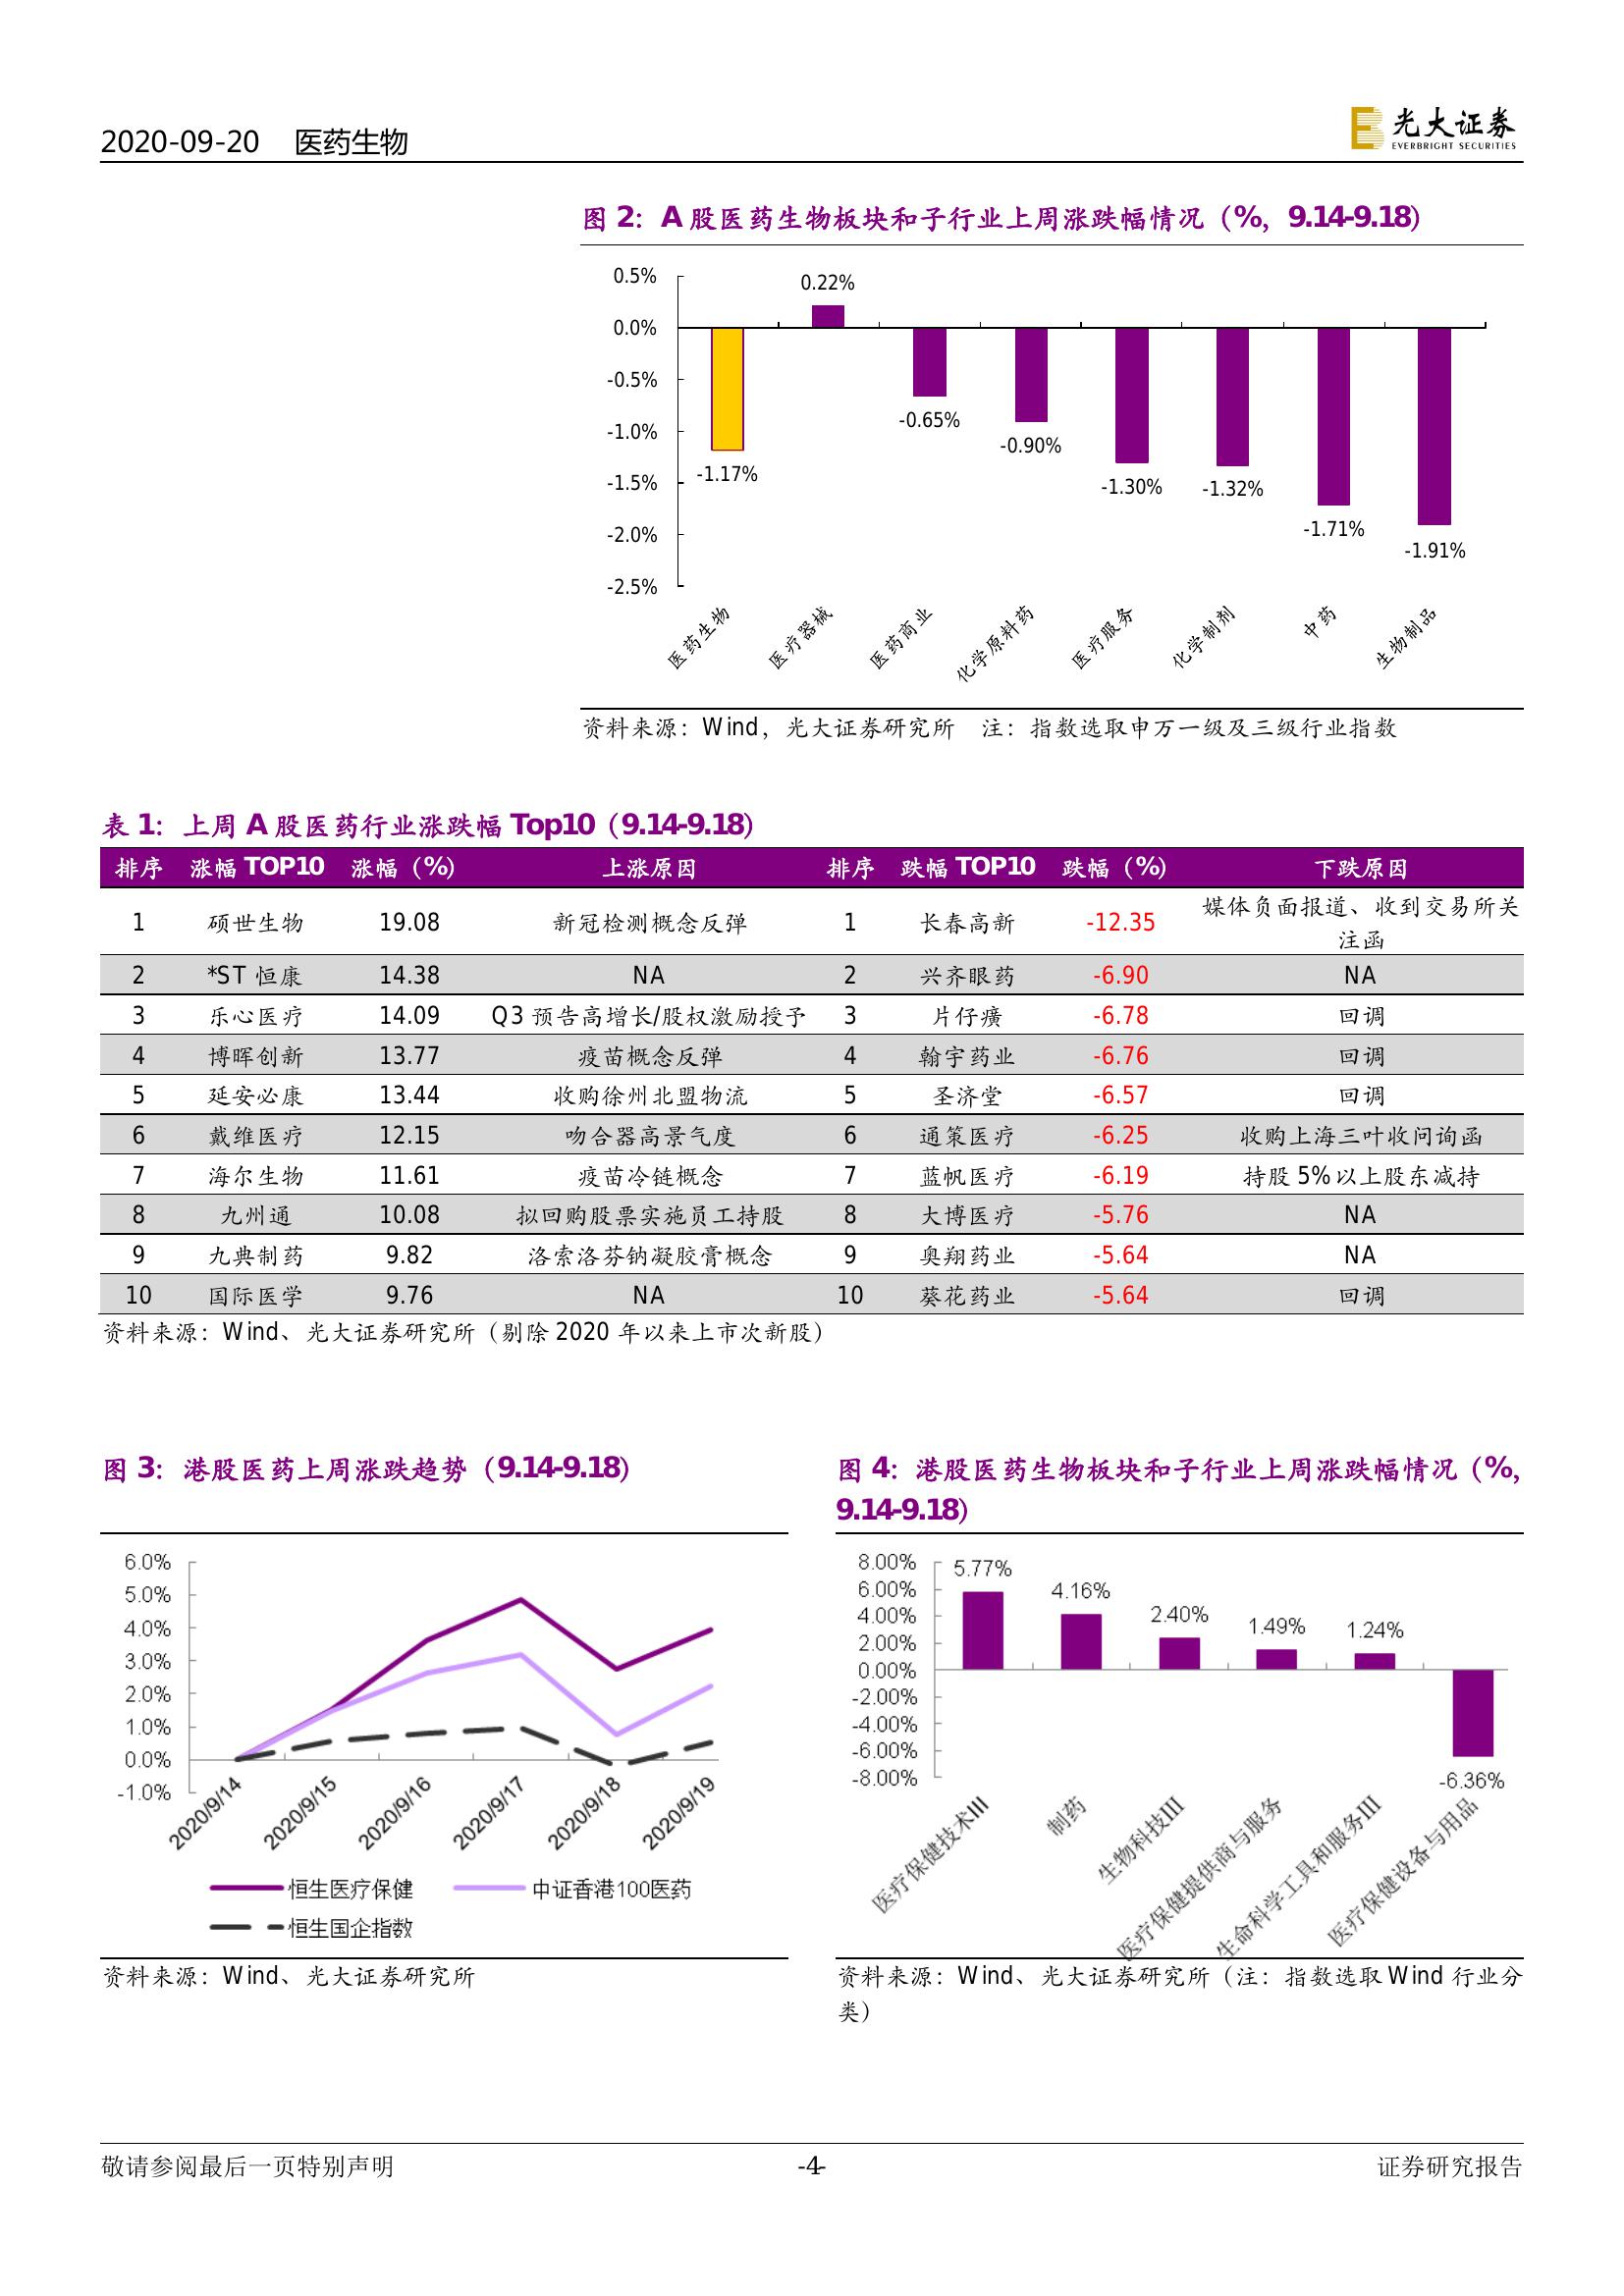 2020-09-20 医药生物
光大证券
EVERBRIGHT SECURITIES
图 2：A 股医药生物板块和子行业上周涨跌幅情况（%，9.14-9.18）
0.5%
0.0%
-0.5%
-1.0%
-1.5%
-2.0%
-2.5%
-1.17%
0.22%
-0.65%
-0.90%
-1.30%
-1.32%
-1.71%
-1.91%
医药生物
医疗器械
医药商业
化学原料药
医疗服务
化学制剂
中药
生物制品
资料来源：Wind，光大证券研究所 注：指数选取申万一级及三级行业指数
表 1：上周 A 股医药行业涨跌幅 Top10（9.14-9.18）
排序 涨幅 TOP10 涨幅（%） 上涨原因 排序 跌幅 TOP10 跌幅（%） 下跌原因
1 硕世生物 19.08 新冠检测概念反弹 1 长春高新 -12.35 媒体负面报道、收到交易所关
注函
2 *ST 恒康 14.38 NA 2 兴齐眼药 -6.90 NA
3 乐心医疗 14.09 Q3 预告高增长/股权激励授予 3 片仔癀 -6.78 回调
4 博晖创新 13.77 疫苗概念反弹 4 翰宇药业 -6.76 回调
5 延安必康 13.44 收购徐州北盟物流 5 圣济堂 -6.57 回调
6 戴维医疗 12.15 吻合器高景气度 6 通策医疗 -6.25 收购上海三叶收问询函
7 海尔生物 11.61 疫苗冷链概念 7 蓝帆医疗 -6.19 持股 5%以上股东减持
8 九州通 10.08 拟回购股票实施员工持股 8 大博医疗 -5.76 NA
9 九典制药 9.82 洛索洛芬钠凝胶膏概念 9 奥翔药业 -5.64 NA
10 国际医学 9.76 NA 10 葵花药业 -5.64 回调
资料来源：Wind、光大证券研究所（剔除 2020 年以来上市次新股）
图 3：港股医药上周涨跌趋势（9.14-9.18）
6.0%
5.0%
4.0%
3.0%
2.0%
1.0%
0.0%
-1.0%
2020/9/14
2020/9/15
2020/9/16
2020/9/17
2020/9/18
2020/9/19
恒生医疗保健 中证香港100医药
恒生国企指数
资料来源：Wind、光大证券研究所
图 4：港股医药生物板块和子行业上周涨跌幅情况（%，
9.14-9.18）
8.00%
6.00%
4.00%
2.00%
0.00%
-2.00%
-4.00%
-6.00%
-8.00%
5.77%
4.16%
2.40%
1.49%
1.24%
-6.36%
医疗保健技术III
制药
生物科技III
医疗保健提供商与服务
生命科学工具和服务III
医疗保健设备与用品
资料来源：Wind、光大证券研究所（注：指数选取 Wind 行业分
类）
敬请参阅最后一页特别声明 -4- 证券研究报告